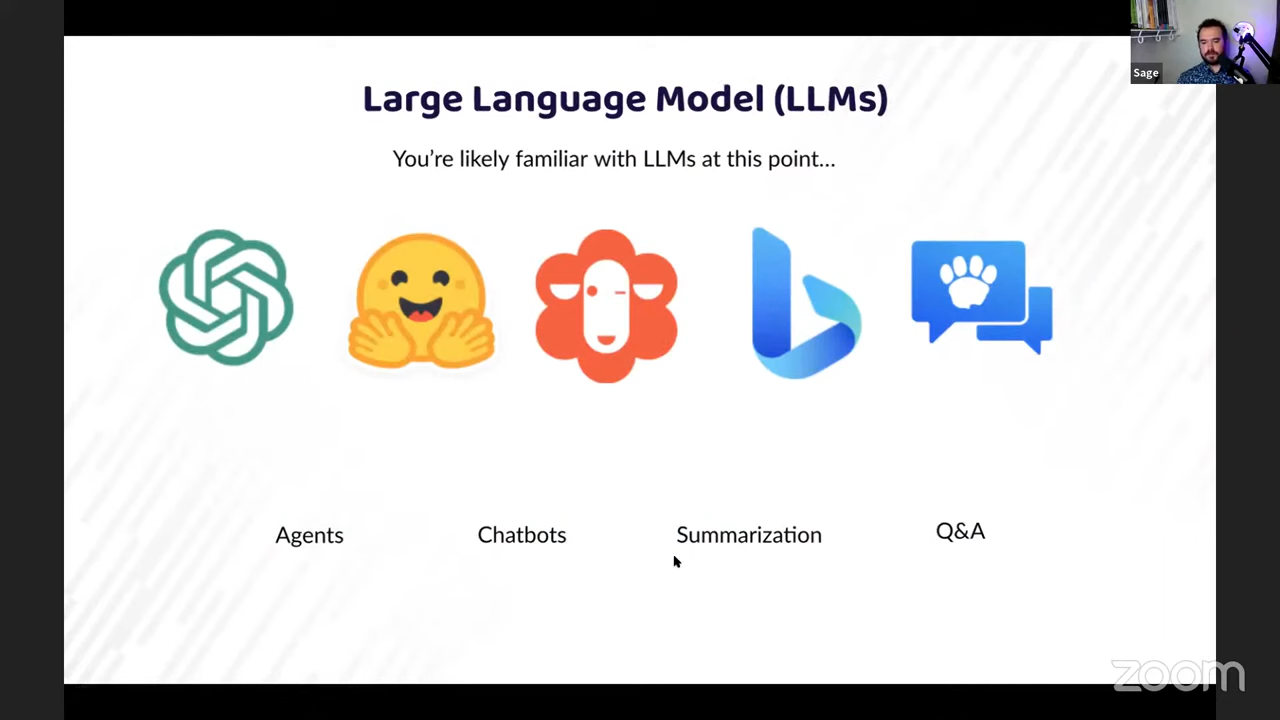 Large Language Model (LLMs)
You’re likely familiar with LLMs at this point...
Agents
Chatbots
Summarization
Q&A
Sage
zoom